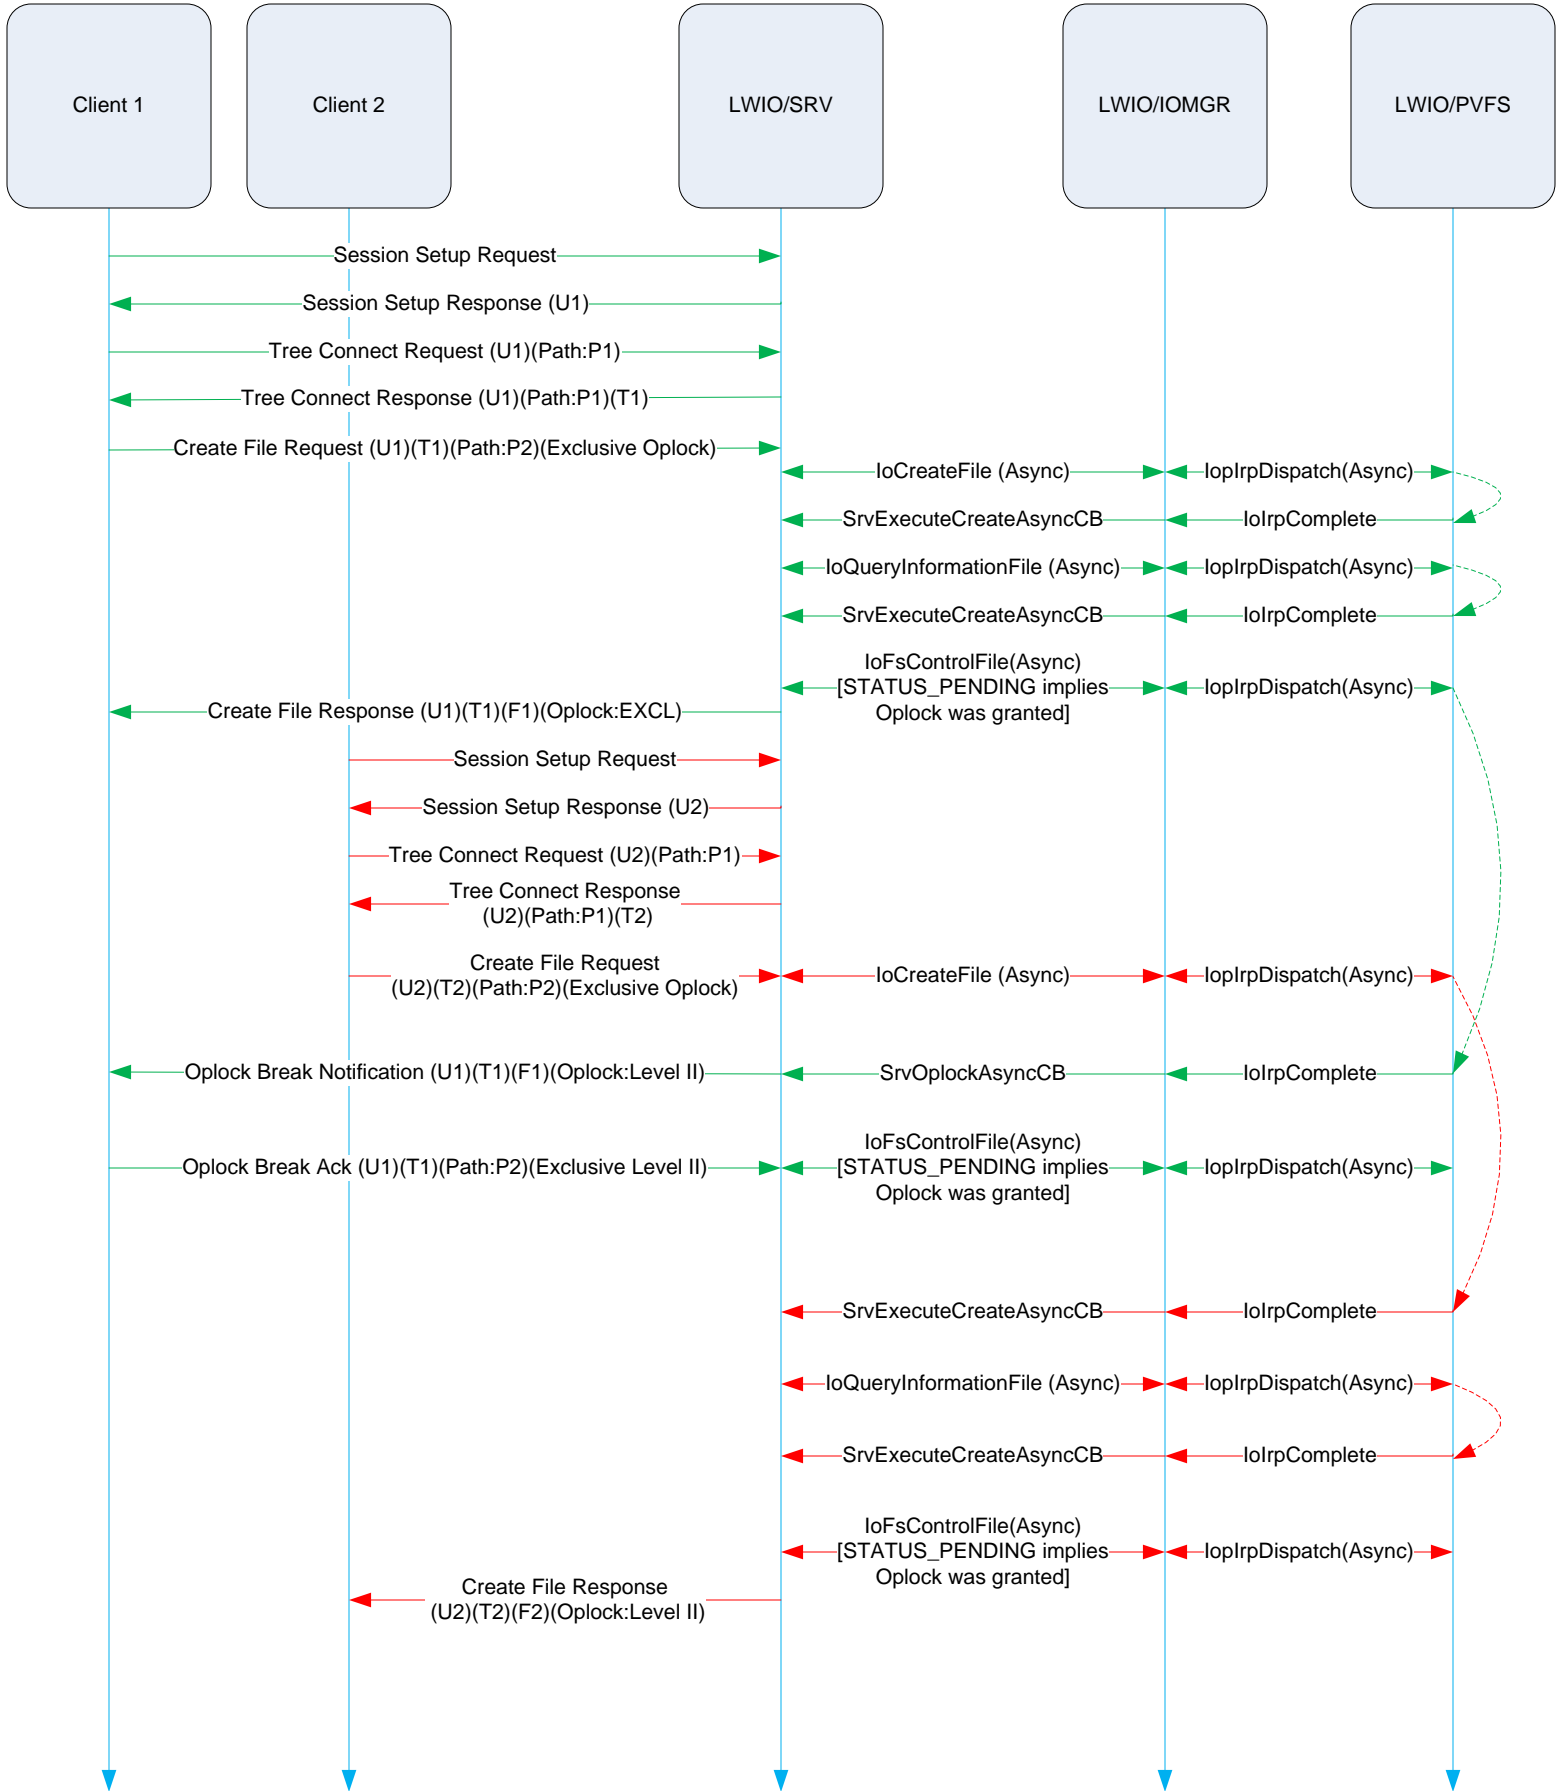 Client 1
Client 2
LWIO/SRV
LWIO/IOMGR
LWIO/PVFS
Session Setup Request
Session Setup Response (U1)
Tree Connect Request (U1)(Path:P1)
Tree Connect Response (U1)(Path:P1)(T1)
Create File Request (U1)(T1)(Path:P2)(Exclusive Oplock)
IoCreateFile (Async)
IopIrpDispatch(Async)
SrvExecuteCreateAsyncCB
IoIrpComplete
IoQueryInformationFile (Async)
IopIrpDispatch(Async)
SrvExecuteCreateAsyncCB
IoIrpComplete
IoFsControlFile(Async)
[STATUS_PENDING implies
Oplock was granted]
IopIrpDispatch(Async)
Create File Response (U1)(T1)(F1)(Oplock:EXCL)
Session Setup Request
Session Setup Response (U2)
Tree Connect Request (U2)(Path:P1)
Tree Connect Response
(U2)(Path:P1)(T2)
Create File Request
(U2)(T2)(Path:P2)(Exclusive Oplock)
IoCreateFile (Async)
IopIrpDispatch(Async)
Oplock Break Notification (U1)(T1)(F1)(Oplock:Level II)
SrvOplockAsyncCB
IoIrpComplete
Oplock Break Ack (U1)(T1)(Path:P2)(Exclusive Level II)
IoFsControlFile(Async)
[STATUS_PENDING implies
Oplock was granted]
IopIrpDispatch(Async)
SrvExecuteCreateAsyncCB
IoIrpComplete
IoQueryInformationFile (Async)
IopIrpDispatch(Async)
SrvExecuteCreateAsyncCB
IoIrpComplete
IoFsControlFile(Async)
[STATUS_PENDING implies
Oplock was granted]
IopIrpDispatch(Async)
Create File Response
(U2)(T2)(F2)(Oplock:Level II)